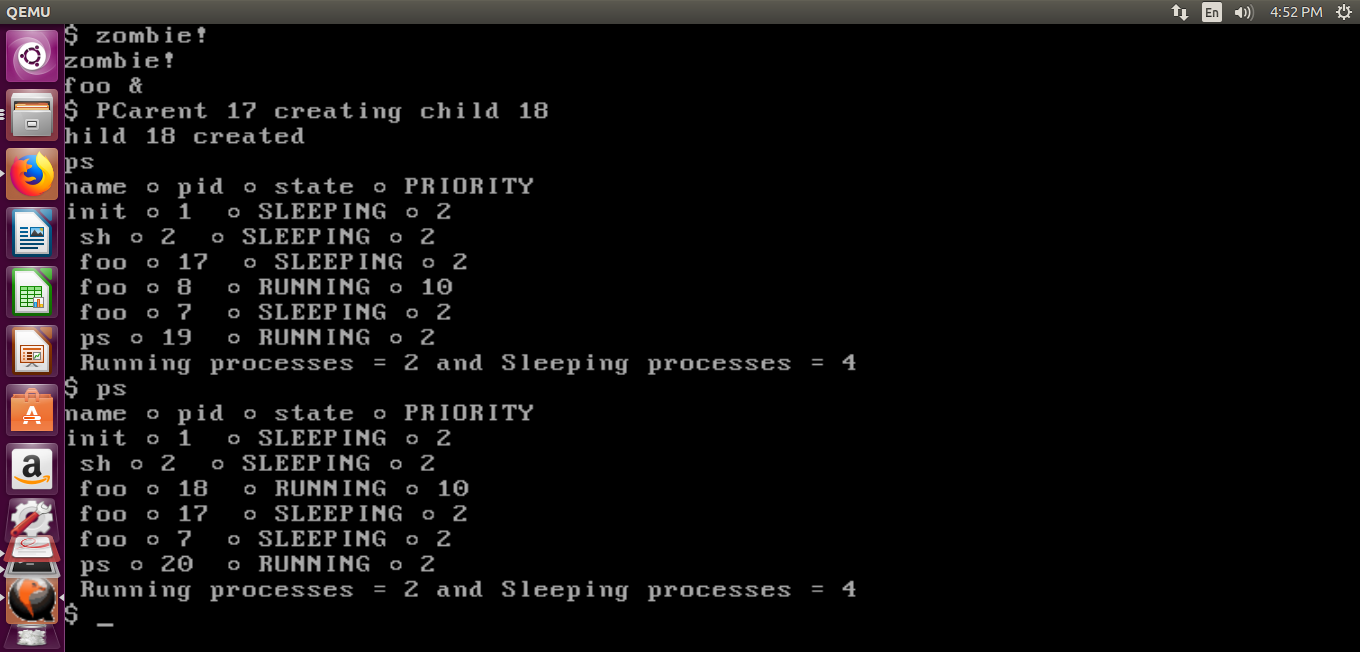 QEMU
En
4:52 PM
$ zombie!
zombie!
foo &
$ PCarent 17 creating child 18
hild 18 created
ps
name o pid o state o PRIORITY
init o 1 o SLEEPING o 2
sh o 2 o SLEEPING o 2
foo o 17 o SLEEPING o 2
foo o 8 o RUNNING o 10
foo o 7 o SLEEPING o 2
ps o 19 o RUNNING o 2
Running processes = 2 and Sleeping processes = 4
$ ps
name o pid o state o PRIORITY
init o 1 o SLEEPING o 2
sh o 2 o SLEEPING o 2
foo o 18 o RUNNING o 10
foo o 17 o SLEEPING o 2
foo o 7 o SLEEPING o 2
ps o 20 o RUNNING o 2
Running processes = 2 and Sleeping processes = 4
$ _